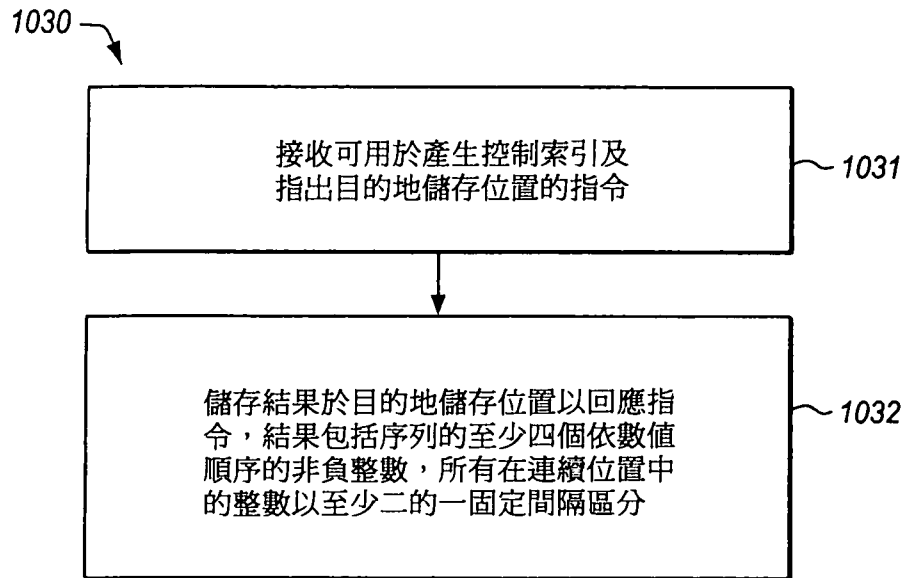 1030
接收可用於產生控制索引及
指出目的地儲存位置的指令
1031
儲存結果於目的地儲存位置以回應指
令，結果包括序列的至少四個依數值
順序的非負整數，所有在連續位置中
的整數以至少二的一固定間隔區分
1032